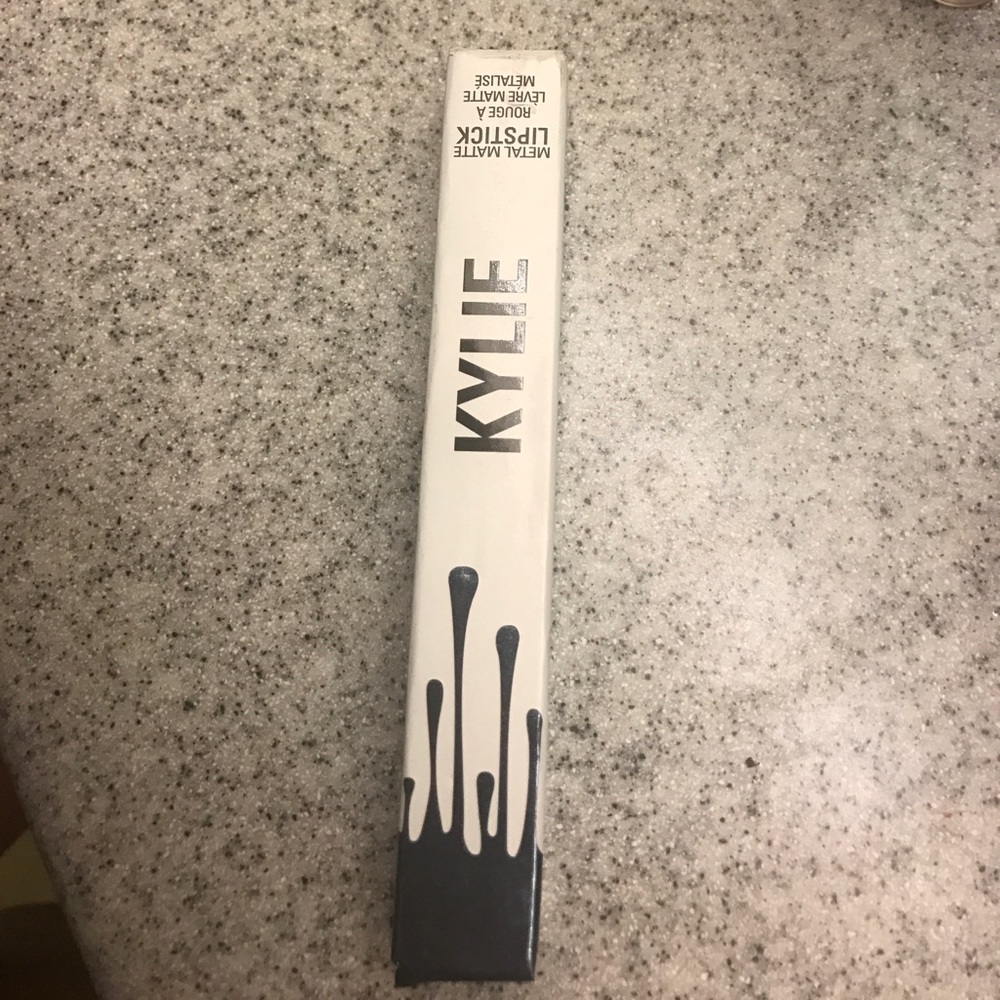 METAL MATTE
LIPSTICK
ROUGE À
LÈVRE MATTE
MÉTALISÉ
KYLIE